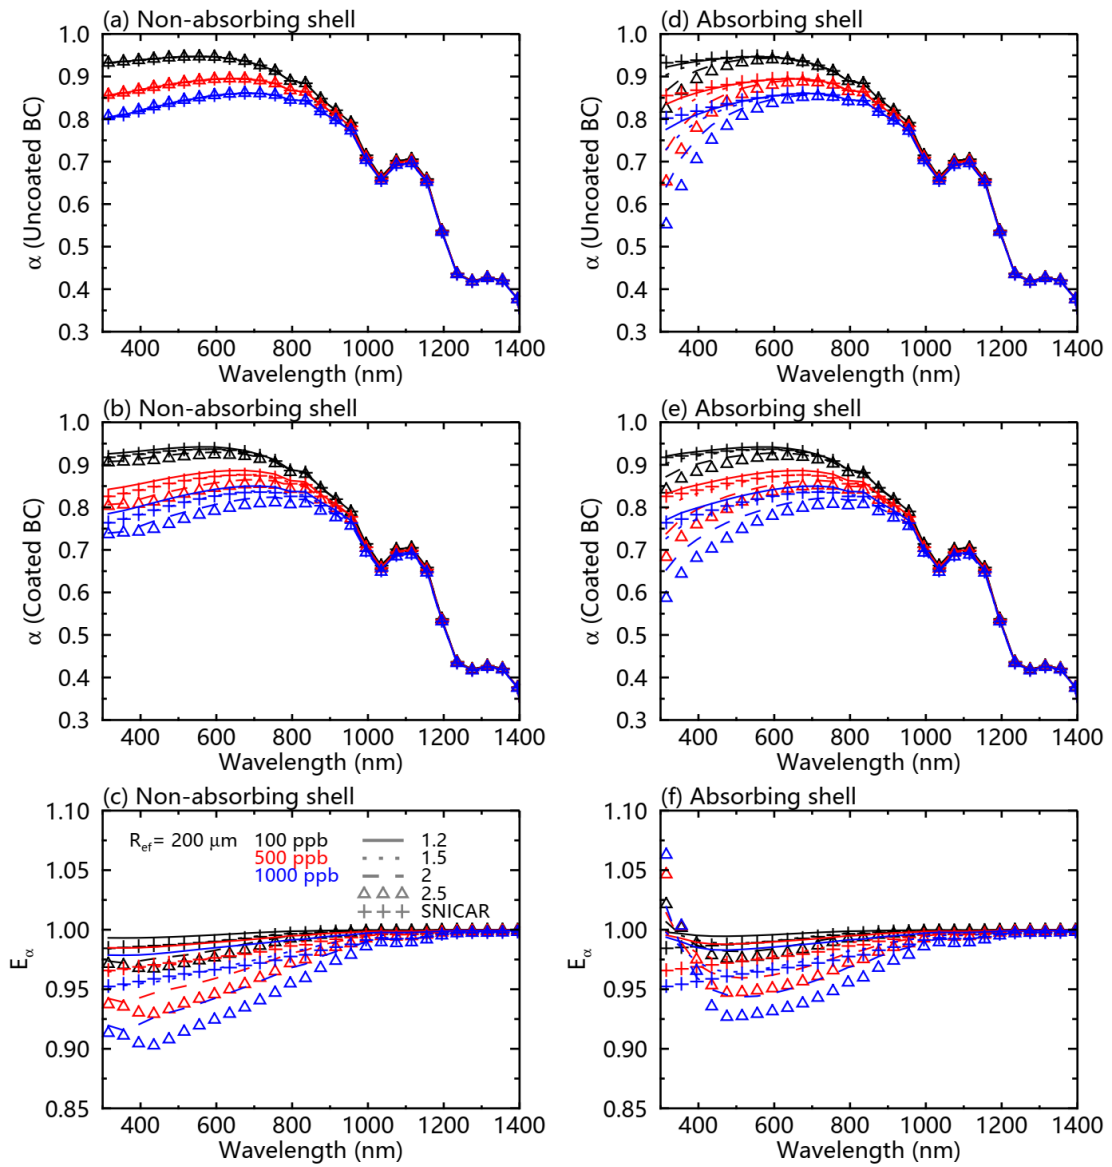 (a) Non-absorbing shell
α (Uncoated BC)
1.0
0.9
0.8
0.7
0.6
0.5
0.4
0.3
400 600 800 1000 1200 1400
Wavelength (nm)
(d) Absorbing shell
α (Uncoated BC)
1.0
0.9
0.8
0.7
0.6
0.5
0.4
0.3
400 600 800 1000 1200 1400
Wavelength (nm)
(b) Non-absorbing shell
α (Coated BC)
1.0
0.9
0.8
0.7
0.6
0.5
0.4
0.3
400 600 800 1000 1200 1400
Wavelength (nm)
(e) Absorbing shell
α (Coated BC)
1.0
0.9
0.8
0.7
0.6
0.5
0.4
0.3
400 600 800 1000 1200 1400
Wavelength (nm)
(c) Non-absorbing shell
Eα
1.10
1.05
1.00
0.95
0.90
0.85
Ref= 200 μm
100 ppb
500 ppb
1000 ppb
1.2
1.5
2
2.5
SNICAR
400 600 800 1000 1200 1400
Wavelength (nm)
(f) Absorbing shell
Eα
1.10
1.05
1.00
0.95
0.90
0.85
400 600 800 1000 1200 1400
Wavelength (nm)